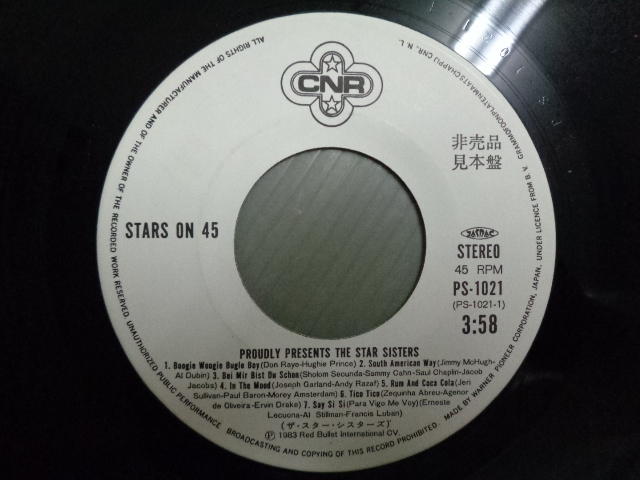 CNR
非売品
見本盤
STARS ON 45
JASRAC
STEREO
45 RPM
PS-1021
(PS-1021-1)
3:58
PROUDLY PRESENTS THE STAR SISTERS
1. Boogie Woogie Bugle Boy(Don Raye-Hughie Prince) 2. South American Way(Jimmy McHugh-
Al Dubin) 3. Bei Mir Bist Du Schon(Sholom Secunda-Sammy Cahn-Saul Chaplin-Jacob
Jacobs) 4. In The Mood(Joseph Garland-Andy Razaf) 5. Rum And Coca Cola(Jeri
Sullivan-Paul Baron-Morey Amsterdam) 6. Tico Tico(Zequinha Abreu-Agenor
de Oliveira-Ervin Drake) 7. Say Si Si(Para Vigo Me Voy)(Ernesto
Lecuona-Al Stillman-Francis Luban)
(ザ・スター・シスターズ)
Ⓟ 1983 Red Bullet International CV.
ALL RIGHTS OF THE MANUFACTURER AND OF THE OWNER OF THE RECORDED WORK RESERVED. UNAUTHORIZED PUBLIC PERFORMANCE BROADCASTING AND COPYING OF THIS RECORD PROHIBITED. MADE BY WARNER PIONEER CORPORATION, JAPAN, UNDER LICENCE FROM B.V. GRAMMOFOONPLATENMAATSCHAPPIJ CNR, N.L.